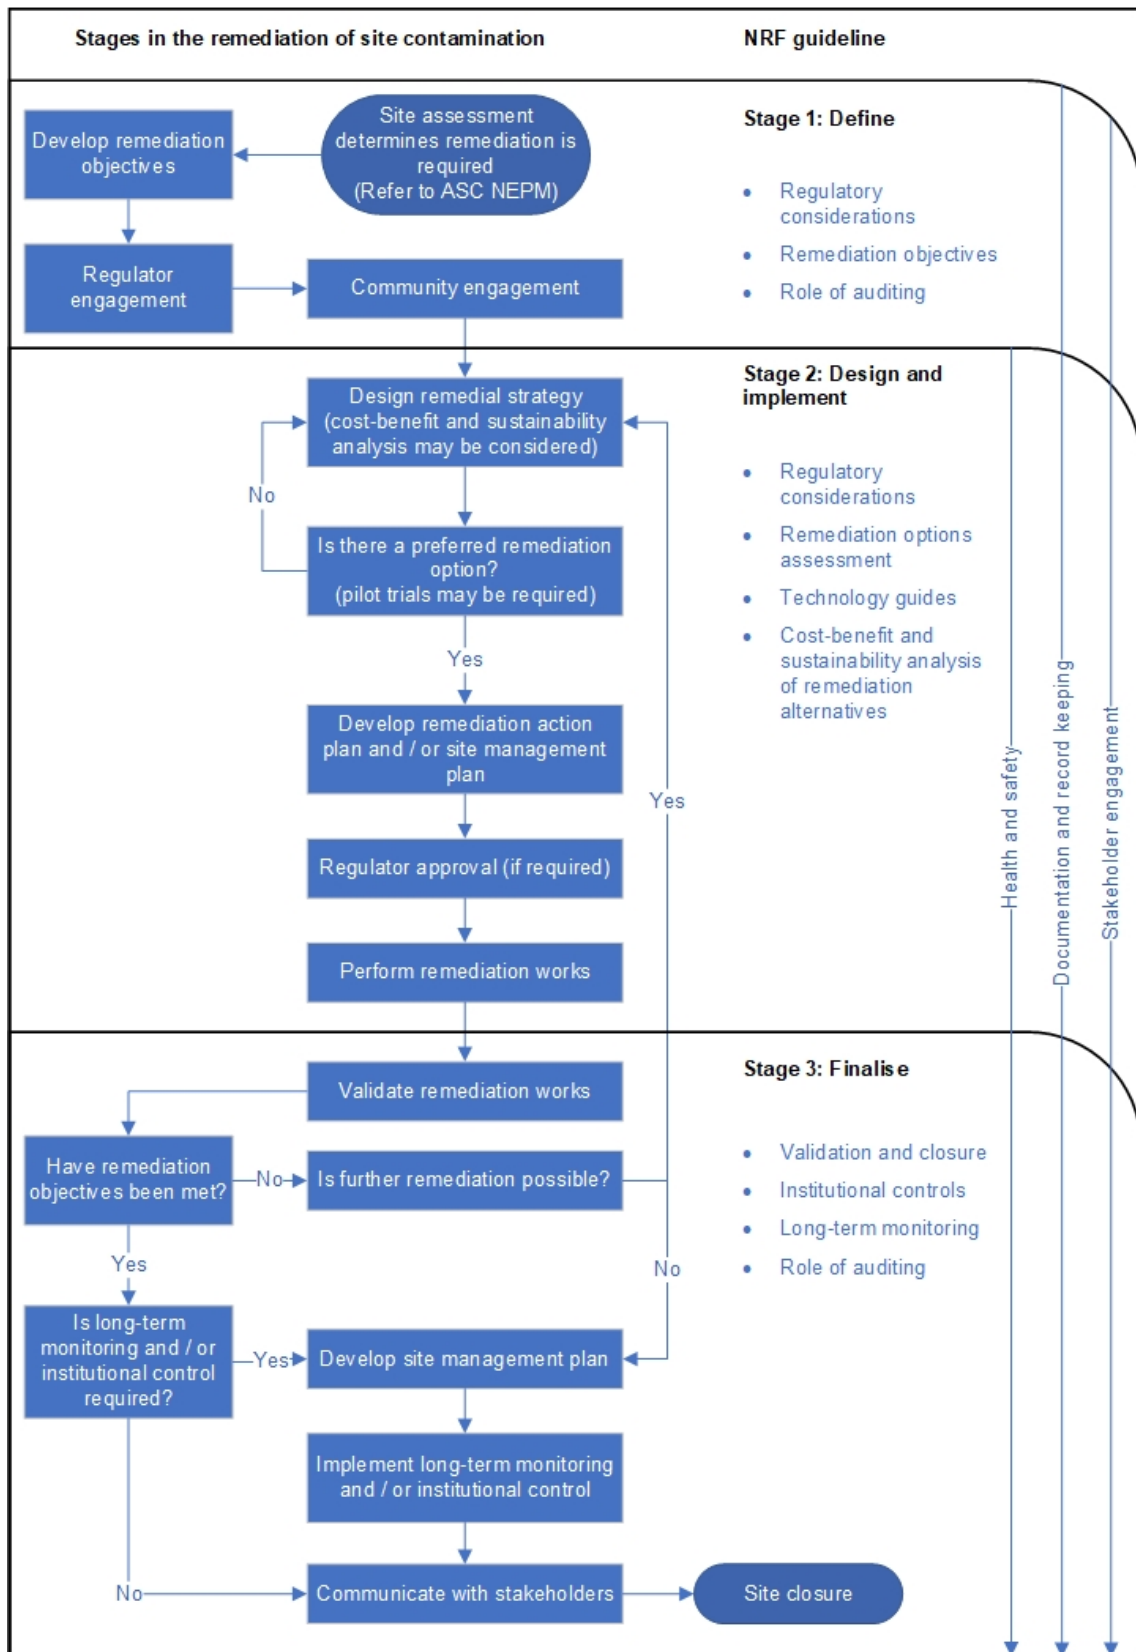 Stages in the remediation of site contamination
NRF guideline
Site assessment
determines remediation is
required
(Refer to ASC NEPM)
Develop remediation
objectives
Regulator
engagement
Community engagement
Stage 1: Define
• Regulatory
considerations
• Remediation objectives
• Role of auditing
Design remedial strategy
(cost-benefit and sustainability
analysis may be considered)
No
Is there a preferred remediation
option?
(pilot trials may be required)
Yes
Develop remediation action
plan and / or site management
plan
Regulator approval (if required)
Perform remediation works
Yes
Stage 2: Design and
implement
• Regulatory
considerations
• Remediation options
assessment
• Technology guides
• Cost-benefit and
sustainability analysis
of remediation
alternatives
Health and safety
Documentation and record keeping
Stakeholder engagement
Validate remediation works
Have remediation
objectives been met?
No
Is further remediation possible?
Yes
No
Is long-term
monitoring and / or
institutional control
required?
Yes
Develop site management plan
Implement long-term monitoring
and / or institutional control
No
Communicate with stakeholders
Site closure
Stage 3: Finalise
• Validation and closure
• Institutional controls
• Long-term monitoring
• Role of auditing